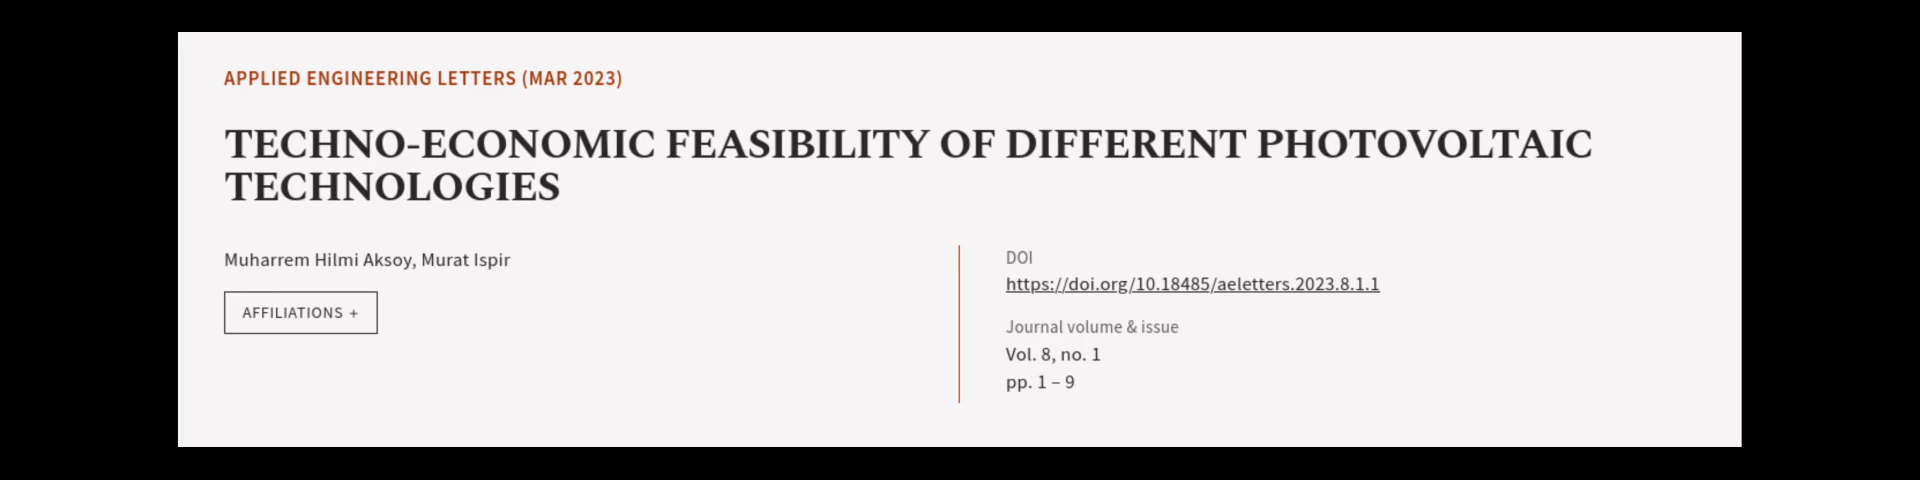 APPLIED ENGINEERING LETTERS (MAR 2023)
TECHNO-ECONOMIC FEASIBILITY OF DIFFERENT PHOTOVOLTAIC
TECHNOLOGIES
Muharrem Hilmi Aksoy, Murat Ispir
AFFILIATIONS +
DOI
https://doi.org/10.18485/aeletters.2023.8.1.1
Journal volume & issue
Vol. 8, no. 1
pp. 1 – 9